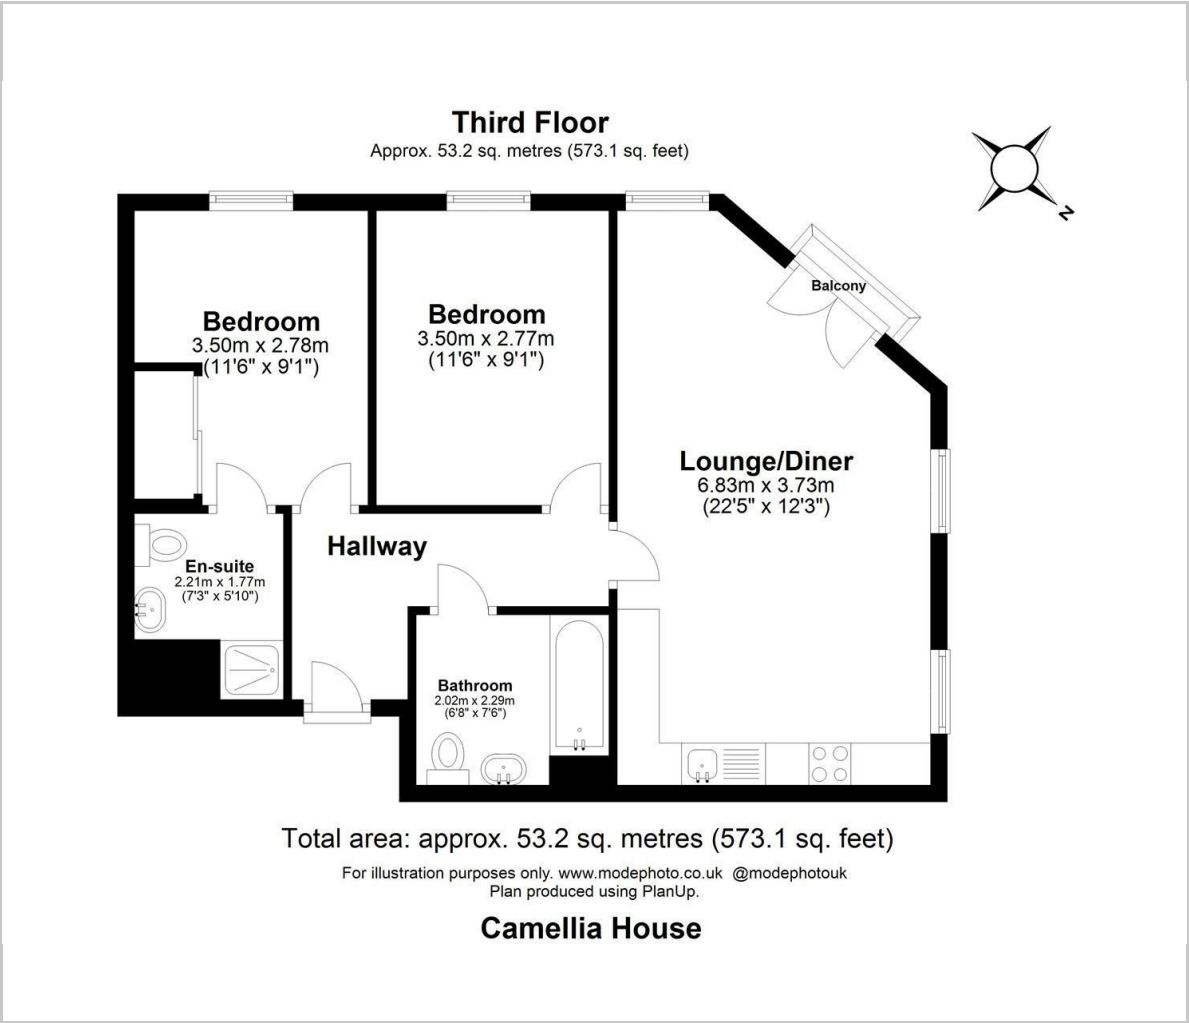 Third Floor
Approx. 53.2 sq. metres (573.1 sq. feet)
N
Balcony
Bedroom
3.50m x 2.78m
(11'6" x 9'1")
Bedroom
3.50m x 2.77m
(11'6" x 9'1")
Lounge/Diner
6.83m x 3.73m
(22'5" x 12'3")
Hallway
En-suite
2.21m x 1.77m
(7'3" x 5'10")
Bathroom
2.02m x 2.29m
(6'8" x 7'6")
Total area: approx. 53.2 sq. metres (573.1 sq. feet)
For illustration purposes only. www.modephoto.co.uk @modephotouk
Plan produced using PlanUp.
Camellia House